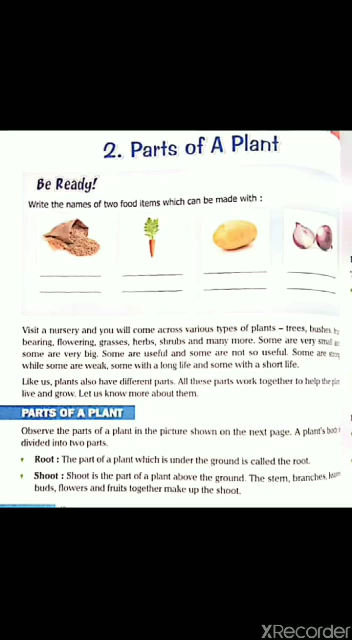 2. Parts of A Plant
Be Ready!
Write the names of two food items which can be made with :
Visit a nursery and you will come across various types of plants – trees, bushes
bearing, flowering, grasses, herbs, shrubs and many more. Some are very small
some are very big. Some are useful and some are not so useful. Some are
while some are weak, some with a long life and some with a short life.
Like us, plants also have different parts. All these parts work together to help the
live and grow. Let us know more about them.
PARTS OF A PLANT
Observe the parts of a plant in the picture shown on the next page. A plant's
divided into two parts.
Root : The part of a plant which is under the ground is called the root.
Shoot : Shoot is the part of a plant above the ground. The stem, branches,
buds, flowers and fruits together make up the shoot.
XRecorder